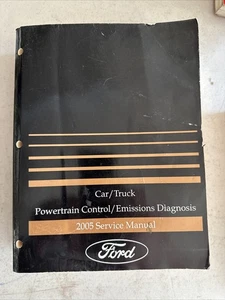 Car/Truck
Powertrain Control/Emissions Diagnosis
2005 Service Manual
Ford